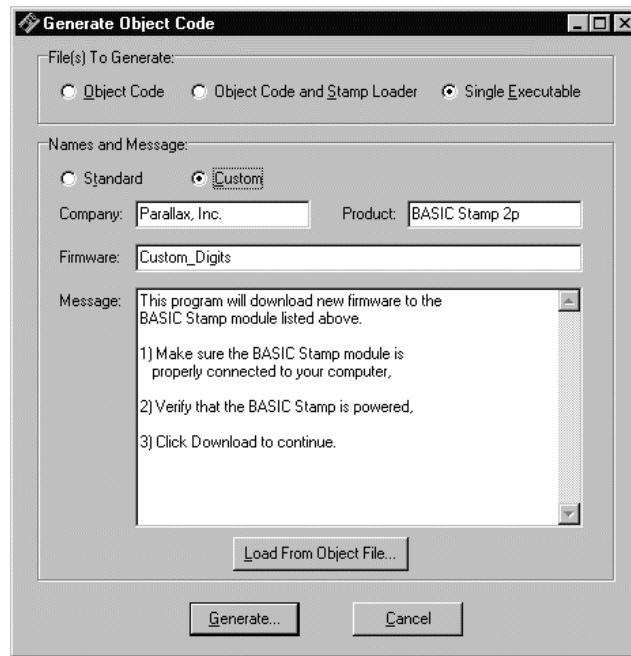 Generate Object Code
File(s) To Generate:
Object Code
Object Code and Stamp Loader
Single Executable
Names and Message:
Standard
Custom
Company:
Parallax, Inc.
Product:
BASIC Stamp 2p
Firmware:
Custom_Digits
Message:
This program will download new firmware to the
BASIC Stamp module listed above.
1) Make sure the BASIC Stamp module is
properly connected to your computer,
2) Verify that the BASIC Stamp is powered,
3) Click Download to continue.
Load From Object File...
Generate...
Cancel